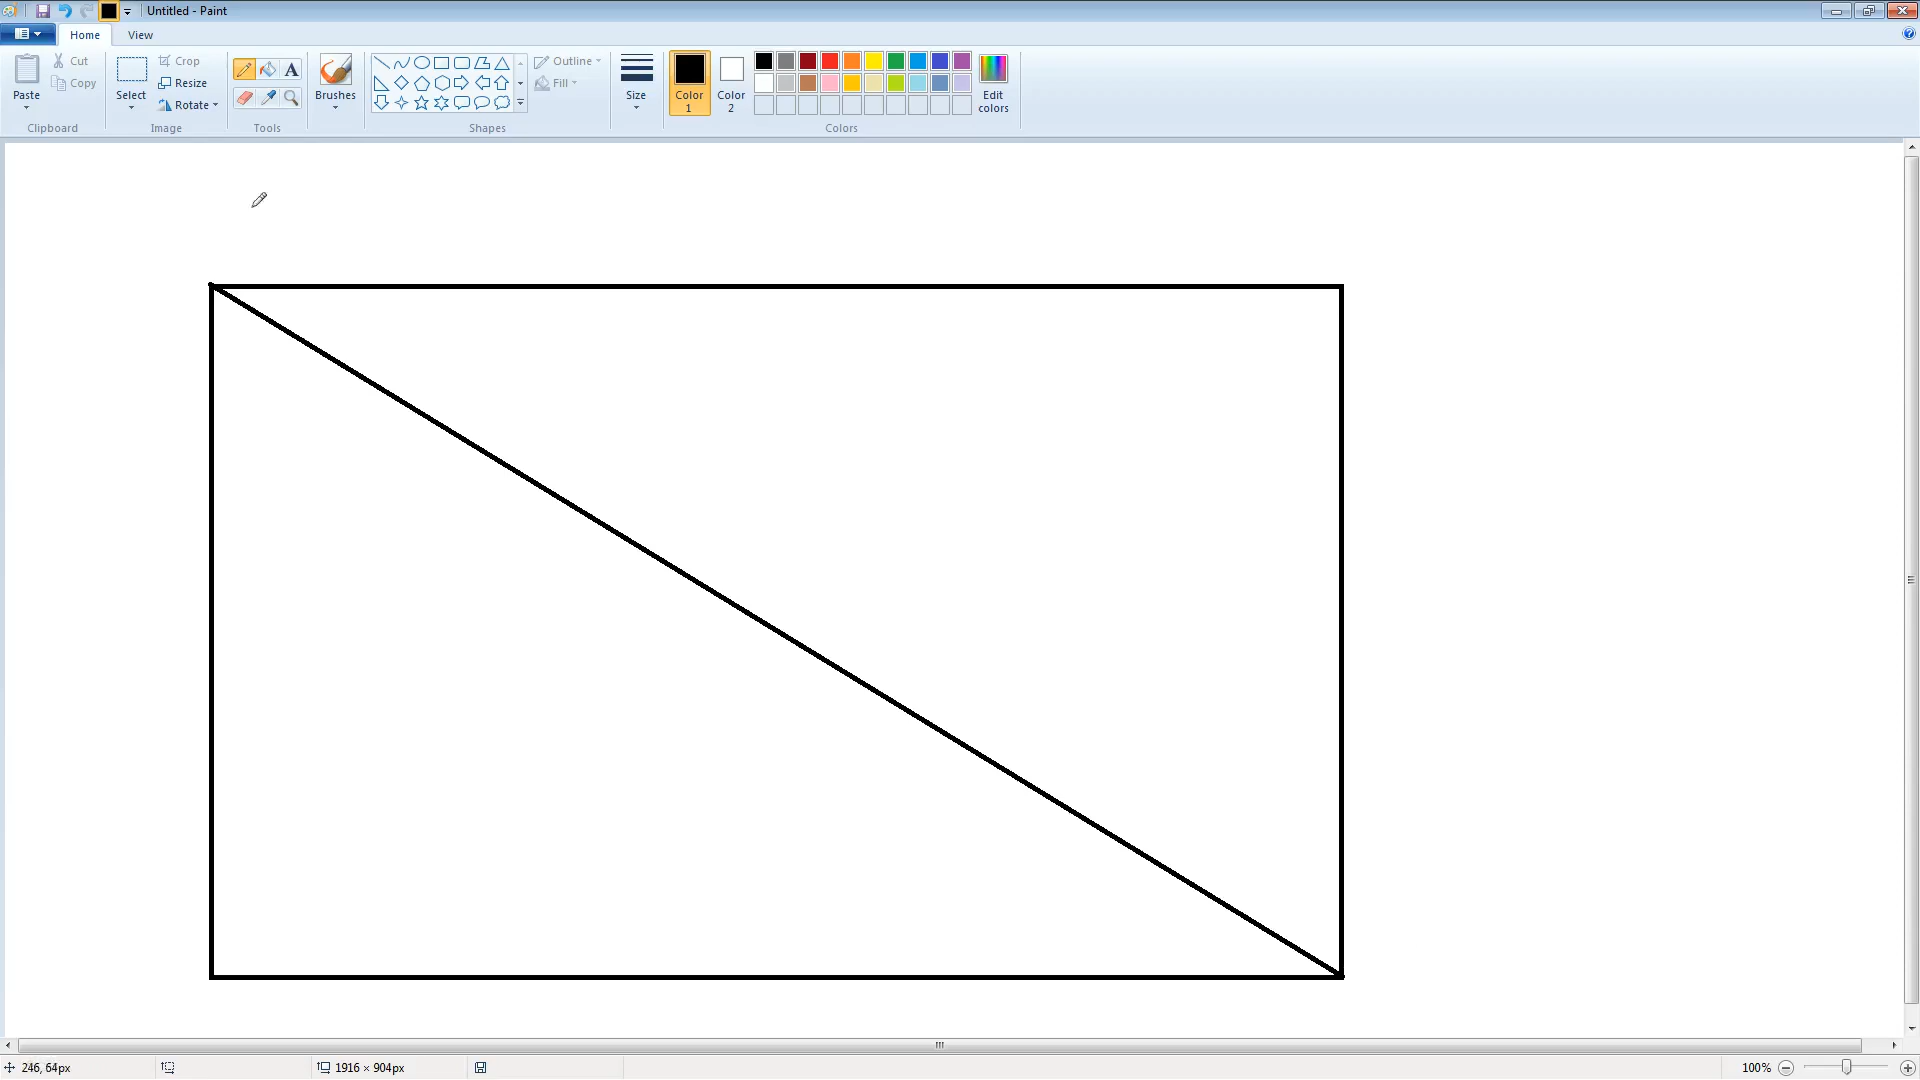 Untitled - Paint
Home View
Cut
Copy
Paste
Clipboard
Crop
Resize
Rotate
Select
Image
A
Tools
Brushes
Shapes
Outline
Fill
Size
Color
1
Color
2
Edit
colors
Colors
246, 64px
1916 × 904px
100%